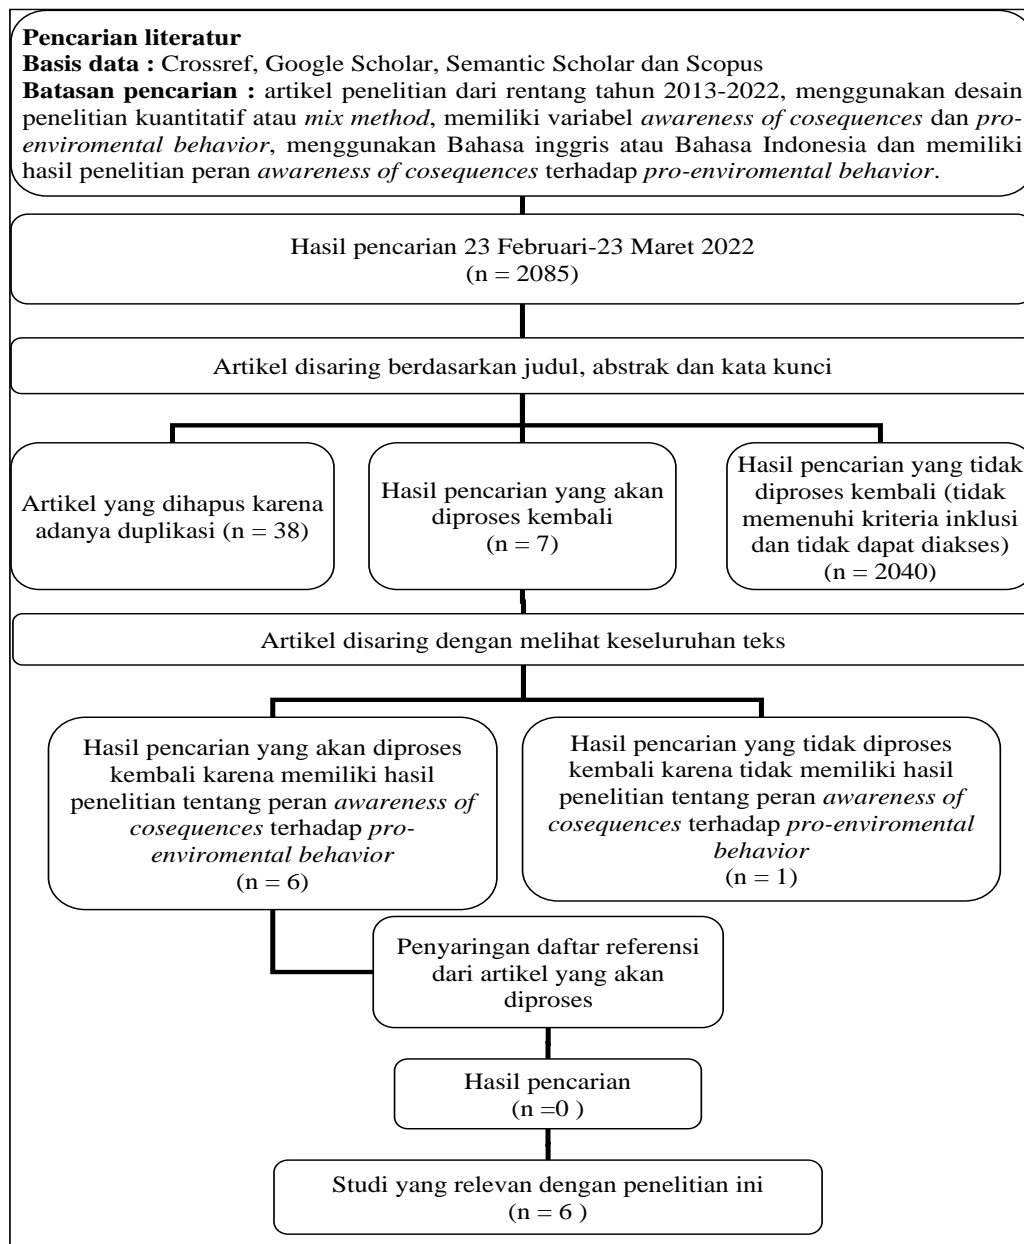 Pencarian literatur
Basis data : Crossref, Google Scholar, Semantic Scholar dan Scopus
Batasan pencarian : artikel penelitian dari rentang tahun 2013-2022, menggunakan desain
penelitian kuantitatif atau mix method, memiliki variabel awareness of cosequences dan pro-
enviromental behavior, menggunakan Bahasa inggris atau Bahasa Indonesia dan memiliki
hasil penelitian peran awareness of cosequences terhadap pro-enviromental behavior.
Hasil pencarian 23 Februari-23 Maret 2022
(n = 2085)
Artikel disaring berdasarkan judul, abstrak dan kata kunci
Artikel yang dihapus karena
adanya duplikasi (n = 38)
Hasil pencarian yang akan
diproses kembali
(n = 7)
Hasil pencarian yang tidak
diproses kembali (tidak
memenuhi kriteria inklusi
dan tidak dapat diakses)
(n = 2040)
Artikel disaring dengan melihat keseluruhan teks
Hasil pencarian yang akan diproses
kembali karena memiliki hasil
penelitian tentang peran awareness of
cosequences terhadap pro-
enviromental behavior
(n = 6)
Hasil pencarian yang tidak diproses
kembali karena tidak memiliki hasil
penelitian tentang peran awareness of
cosequences terhadap pro-enviromental
behavior
(n = 1)
Penyaringan daftar referensi
dari artikel yang akan
diproses
Hasil pencarian
(n =0 )
Studi yang relevan dengan penelitian ini
(n = 6 )